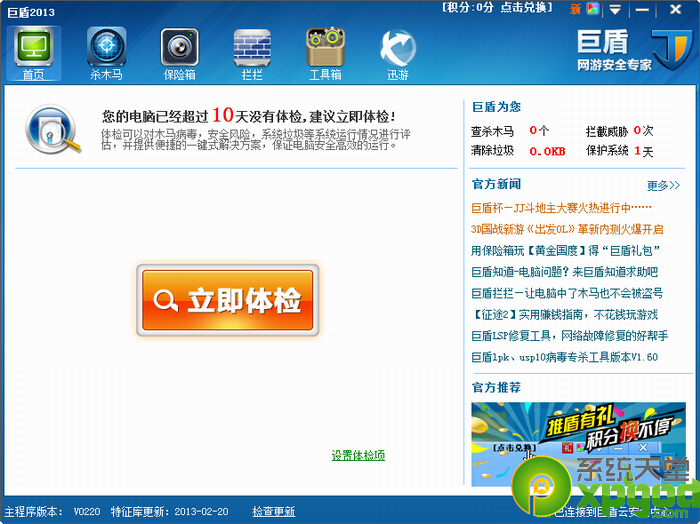 巨盾2013
[积分:0分 点击兑换]
新
首页
杀木马
保险箱
拦拦
工具箱
迅游
巨盾
网游安全专家
您的电脑已经超过10天没有体检,建议立即体检!
体检可以对木马病毒,安全风险,系统垃圾等系统运行情况进行评
估,并提供便捷的一键式解决方案,保证电脑安全高效的运行。
立即体检
设置体检项
巨盾为您
查杀木马 0个 拦截威胁 0次
清除垃圾 0.0KB 保护系统 1天
官方新闻 更多>>
巨盾杯—JJ斗地主大赛火热进行中……
3D国战新游《出发OL》革新内测火爆开启
用保险箱玩【黄金国度】得“巨盾礼包”
巨盾知道-电脑问题?来巨盾知道求助吧
巨盾拦拦—让电脑中了木马也不会被盗号
【征途2】实用赚钱指南,不花钱玩游戏
巨盾LSP修复工具,网络故障修复的好帮手
巨盾lpk、usp10病毒专杀工具版本V1.60
官方推荐
推盾有礼
积分换不停
[点击兑换]
系统天堂
主程序版本: V0220 特征库更新:2013-02-20 检查更新
已连接到巨盾云安全中心